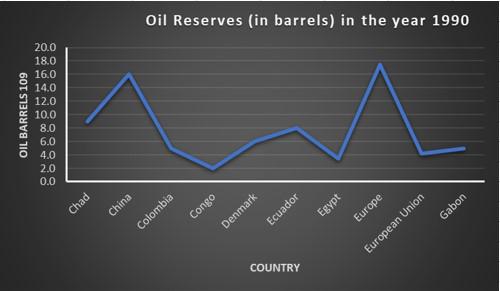 Oil Reserves (in barrels) in the year 1990
OIL BARRELS 109
20.0
18.0
16.0
14.0
12.0
10.0
8.0
6.0
4.0
2.0
0.0
Chad
China
Colombia
Congo
Denmark
Ecuador
Egypt
Europe
European Union
Gabon
COUNTRY